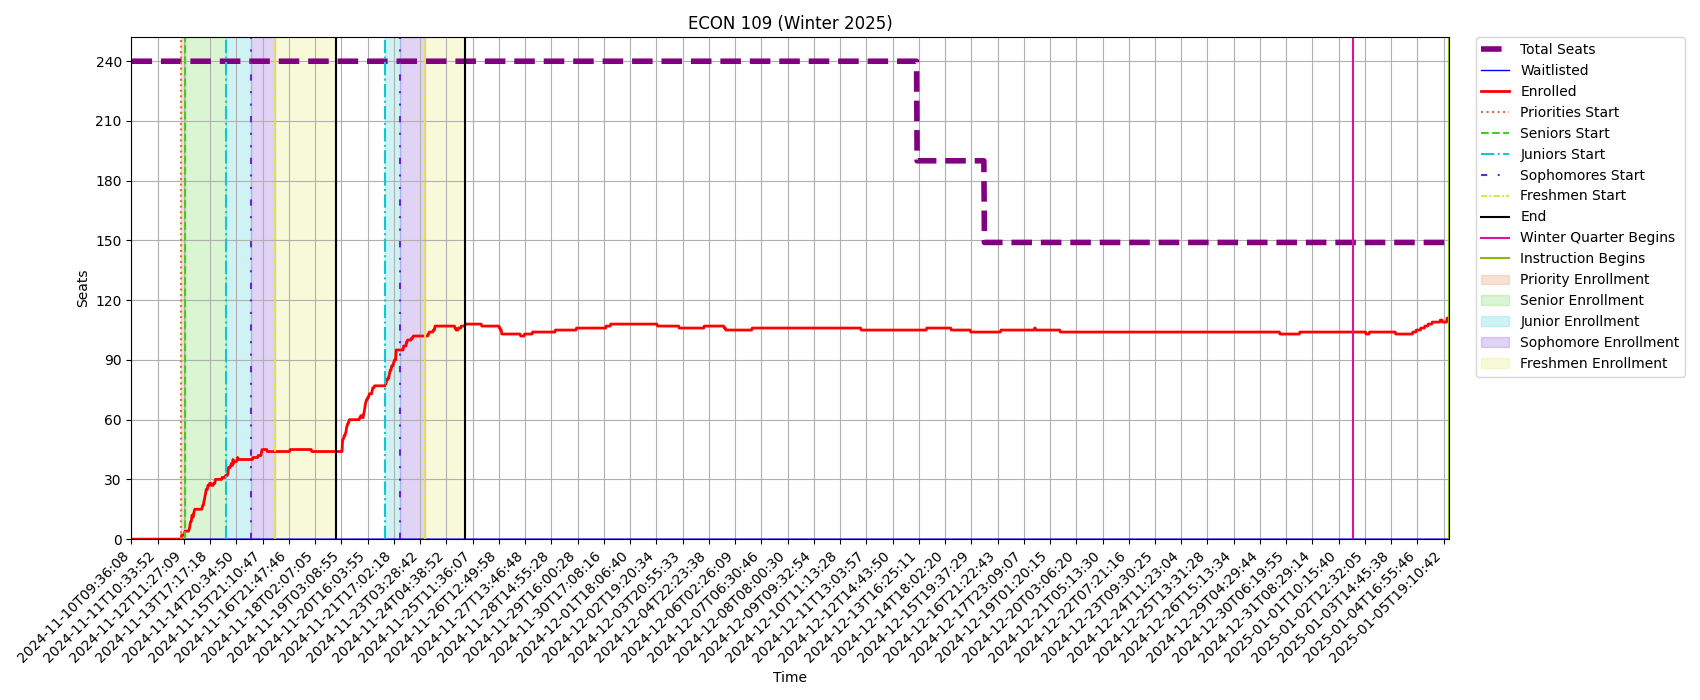 ECON 109 (Winter 2025)
Seats
240
210
180
150
120
90
60
30
0
2024-11-10T09:36:08
2024-11-11T10:33:52
2024-11-12T11:27:09
2024-11-13T17:17:18
2024-11-14T20:34:50
2024-11-15T21:10:47
2024-11-16T21:47:46
2024-11-18T02:07:05
2024-11-19T03:08:55
2024-11-20T16:03:55
2024-11-21T17:02:18
2024-11-23T03:28:42
2024-11-24T04:38:52
2024-11-25T11:36:07
2024-11-26T12:49:58
2024-11-27T13:46:48
2024-11-28T14:55:28
2024-11-29T16:00:28
2024-11-30T17:08:16
2024-12-01T18:06:40
2024-12-02T19:20:34
2024-12-03T20:55:33
2024-12-04T22:23:38
2024-12-06T02:26:09
2024-12-07T06:30:46
2024-12-08T08:00:30
2024-12-09T09:32:54
2024-12-10T11:13:28
2024-12-12T13:03:57
2024-12-12T14:43:50
2024-12-13T16:25:11
2024-12-14T18:02:20
2024-12-15T19:37:29
2024-12-16T21:22:43
2024-12-17T23:09:07
2024-12-19T01:20:15
2024-12-20T03:06:20
2024-12-21T05:13:30
2024-12-22T07:21:16
2024-12-23T09:30:25
2024-12-24T11:23:04
2024-12-25T13:31:28
2024-12-26T15:13:34
2024-12-29T04:29:44
2024-12-30T06:19:55
2024-12-31T08:29:14
2025-01-01T10:15:40
2025-01-02T12:32:05
2025-01-03T14:45:38
2025-01-04T16:55:46
2025-01-05T19:10:42
Time
Total Seats
Waitlisted
Enrolled
Priorities Start
Seniors Start
Juniors Start
Sophomores Start
Freshmen Start
End
Winter Quarter Begins
Instruction Begins
Priority Enrollment
Senior Enrollment
Junior Enrollment
Sophomore Enrollment
Freshmen Enrollment